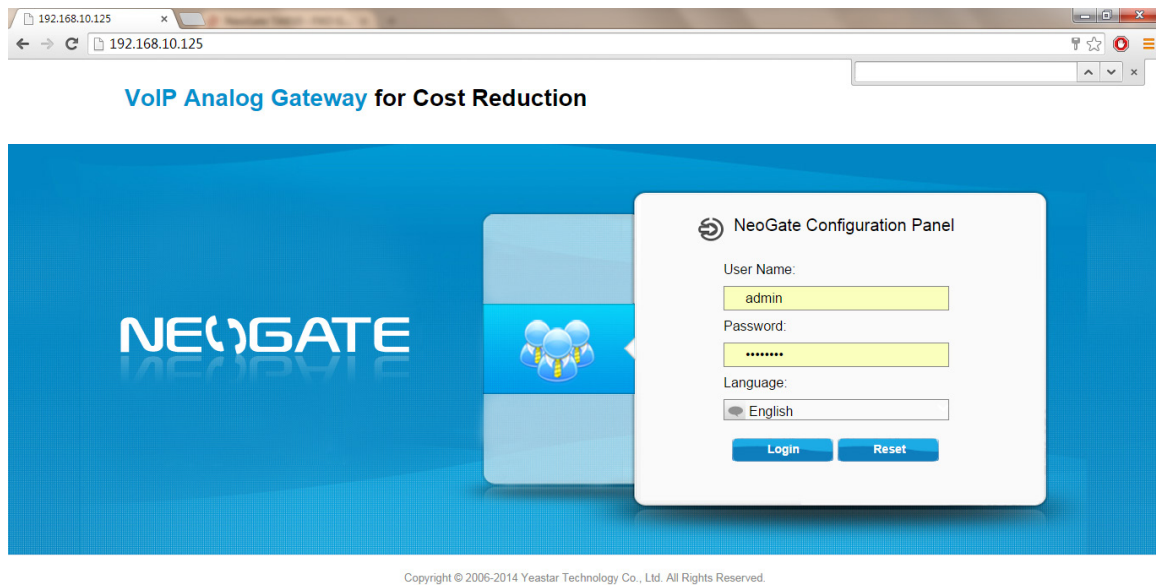 192.168.10.125
192.168.10.125
VoIP Analog Gateway for Cost Reduction
NEOGATE
NeoGate Configuration Panel
User Name:
admin
Password:
••••••••
Language:
English
Login Reset
Copyright © 2006-2014 Yeastar Technology Co., Ltd. All Rights Reserved.